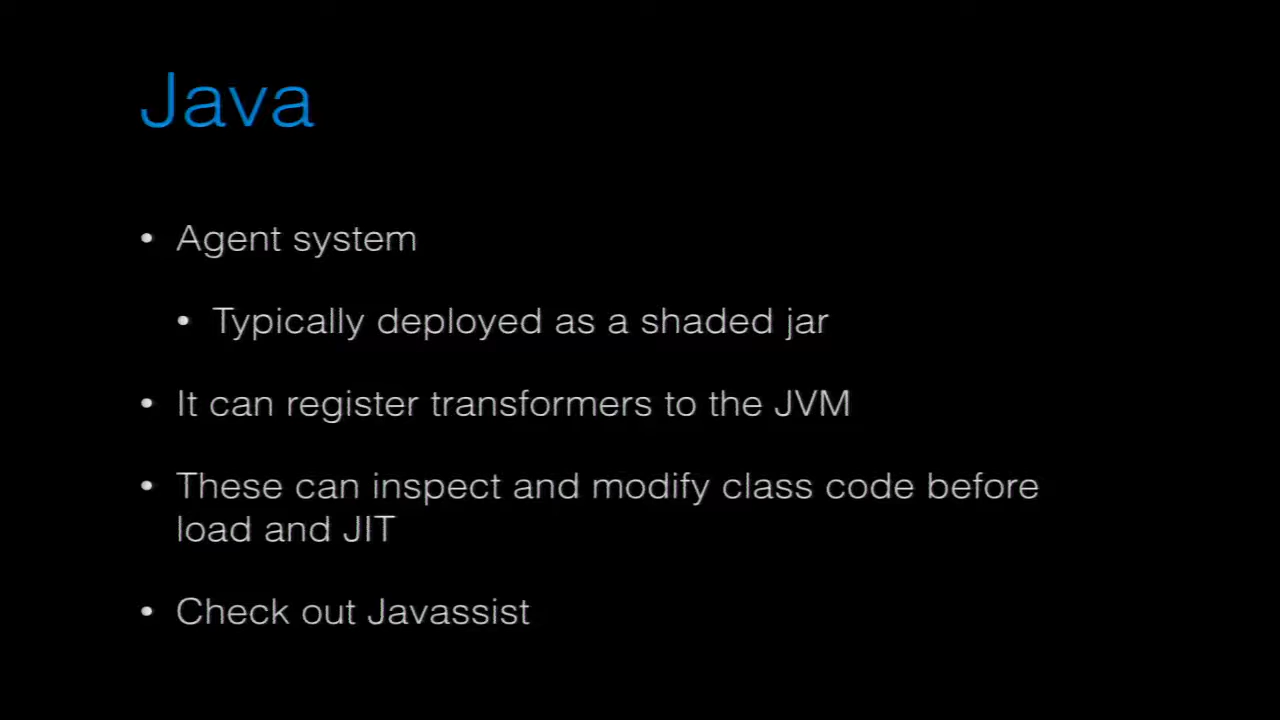 Java
• Agent system
• Typically deployed as a shaded jar
• It can register transformers to the JVM
• These can inspect and modify class code before
load and JIT
• Check out Javassist